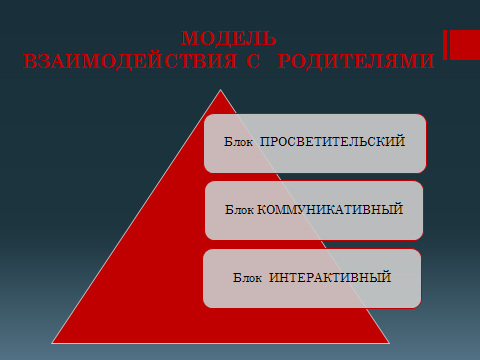 МОДЕЛЬ
ВЗАИМОДЕЙСТВИЯ С РОДИТЕЛЯМИ
Блок ПРОСВЕТИТЕЛЬСКИЙ
Блок КОММУНИКАТИВНЫЙ
Блок ИНТЕРАКТИВНЫЙ